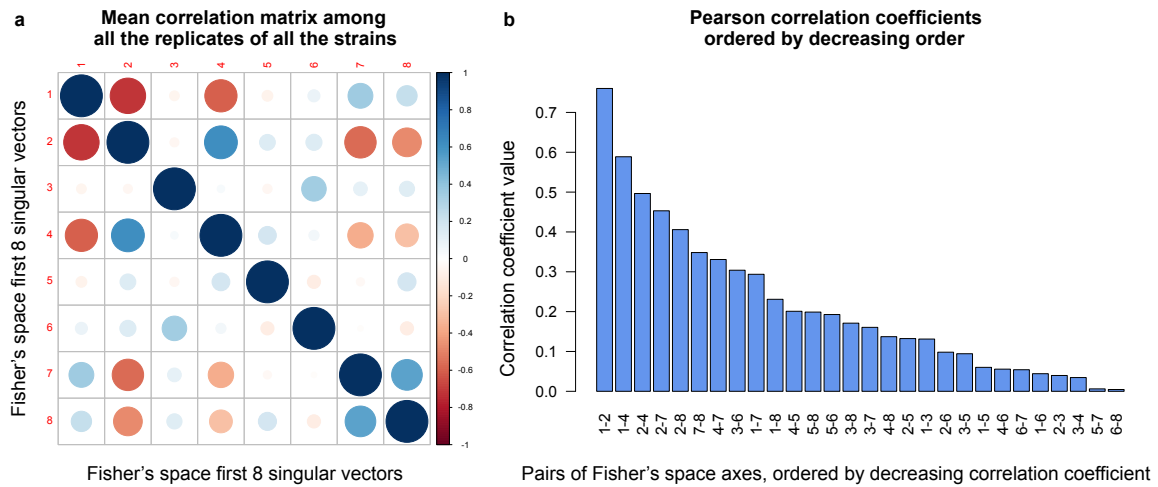 a
Mean correlation matrix among
all the replicates of all the strains
1 2 3 4 5 6 7 8
1
2
3
4
5
6
7
8
Fisher's space first 8 singular vectors
1
0.8
0.6
0.4
0.2
0
-0.2
-0.4
-0.6
-0.8
-1
Fisher's space first 8 singular vectors
b
Pearson correlation coefficients
ordered by decreasing order
Correlation coefficient value
0.7
0.6
0.5
0.4
0.3
0.2
0.1
0.0
1-2 1-4 2-4 2-7 2-8 7-8 4-7 3-6 1-7 1-8 4-5 5-8 5-6 3-8 3-7 4-8 2-5 1-3 2-6 3-5 1-5 4-6 6-7 1-6 2-3 3-4 5-7 6-8
Pairs of Fisher's space axes, ordered by decreasing correlation coefficient